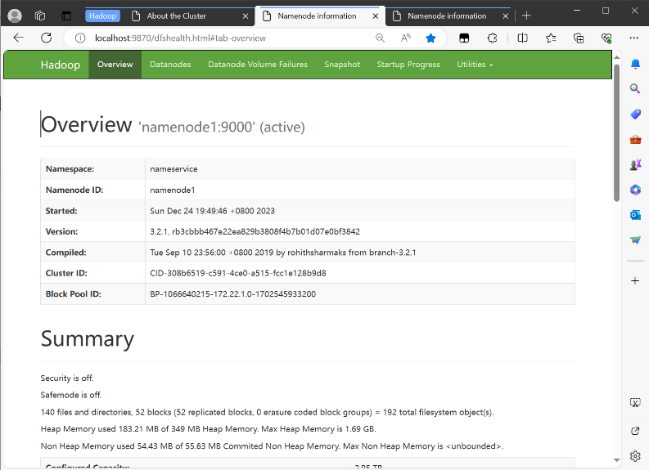 Hadoop
About the Cluster
Namenode information
Namenode information
localhost:9870/dfshealth.html#tab-overview
Hadoop Overview Datanodes Datanode Volume Failures Snapshot Startup Progress Utilities
Overview 'namenode1:9000' (active)
Namespace: nameservice
Namenode ID: namenode1
Started: Sun Dec 24 19:49:46 +0800 2023
Version: 3.2.1, rb3cbbb467e22ea829b3808f4b7b01d07e0bf3842
Compiled: Tue Sep 10 23:56:00 +0800 2019 by rohithsharmaks from branch-3.2.1
Cluster ID: CID-308b6519-c591-4ce0-a515-fcc1e128b9d8
Block Pool ID: BP-1066640215-172.22.1.0-1702545933200
Summary
Security is off.
Safemode is off.
140 files and directories, 52 blocks (52 replicated blocks, 0 erasure coded block groups) = 192 total filesystem object(s).
Heap Memory used 183.21 MB of 349 MB Heap Memory. Max Heap Memory is 1.69 GB.
Non Heap Memory used 54.43 MB of 55.63 MB Commited Non Heap Memory. Max Non Heap Memory is <unbounded>.
Configured Capacity: 2.95 TB